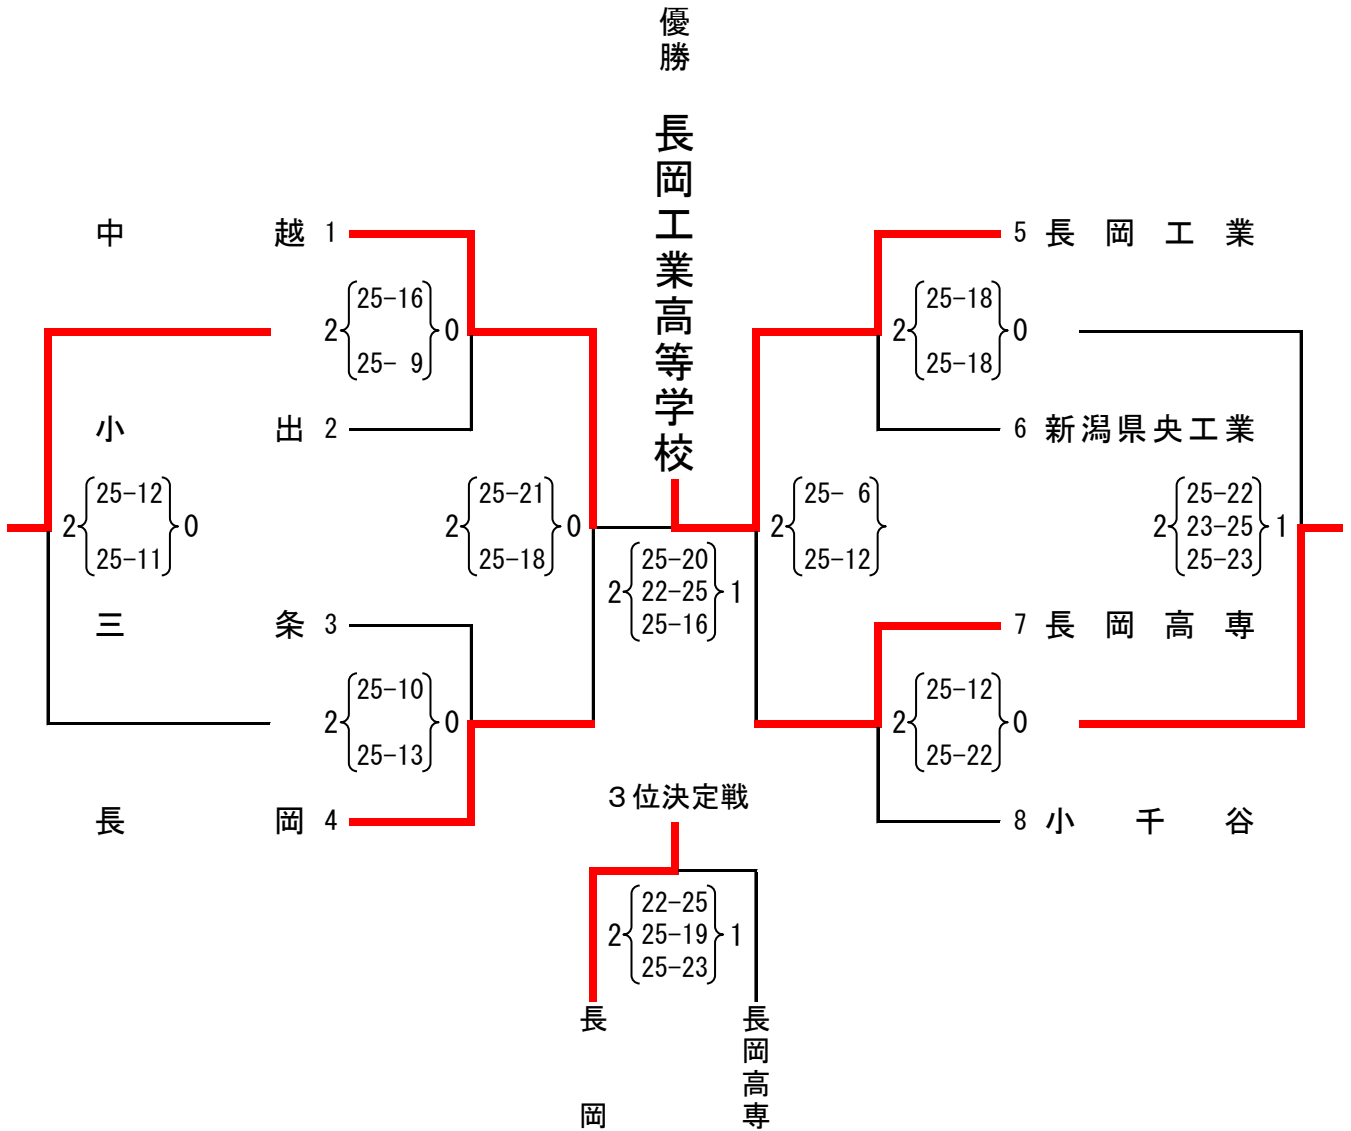 優勝
長岡工業高等学校
中越 1
2 25-16 0
25- 9
小出 2
2 25-12 0
25-11
2 25-21 0
25-18
三条 3
2 25-10 0
25-13
長岡 4
2 25-20 1
22-25
25-16
5 長岡工業
2 25-18 0
25-18
6 新潟県央工業
2 25- 6
25-12
2 25-22 1
23-25
25-23
7 長岡高専
2 25-12 0
25-22
8 小千谷
3位決定戦
2 22-25 1
25-19
25-23
長岡
長岡高専